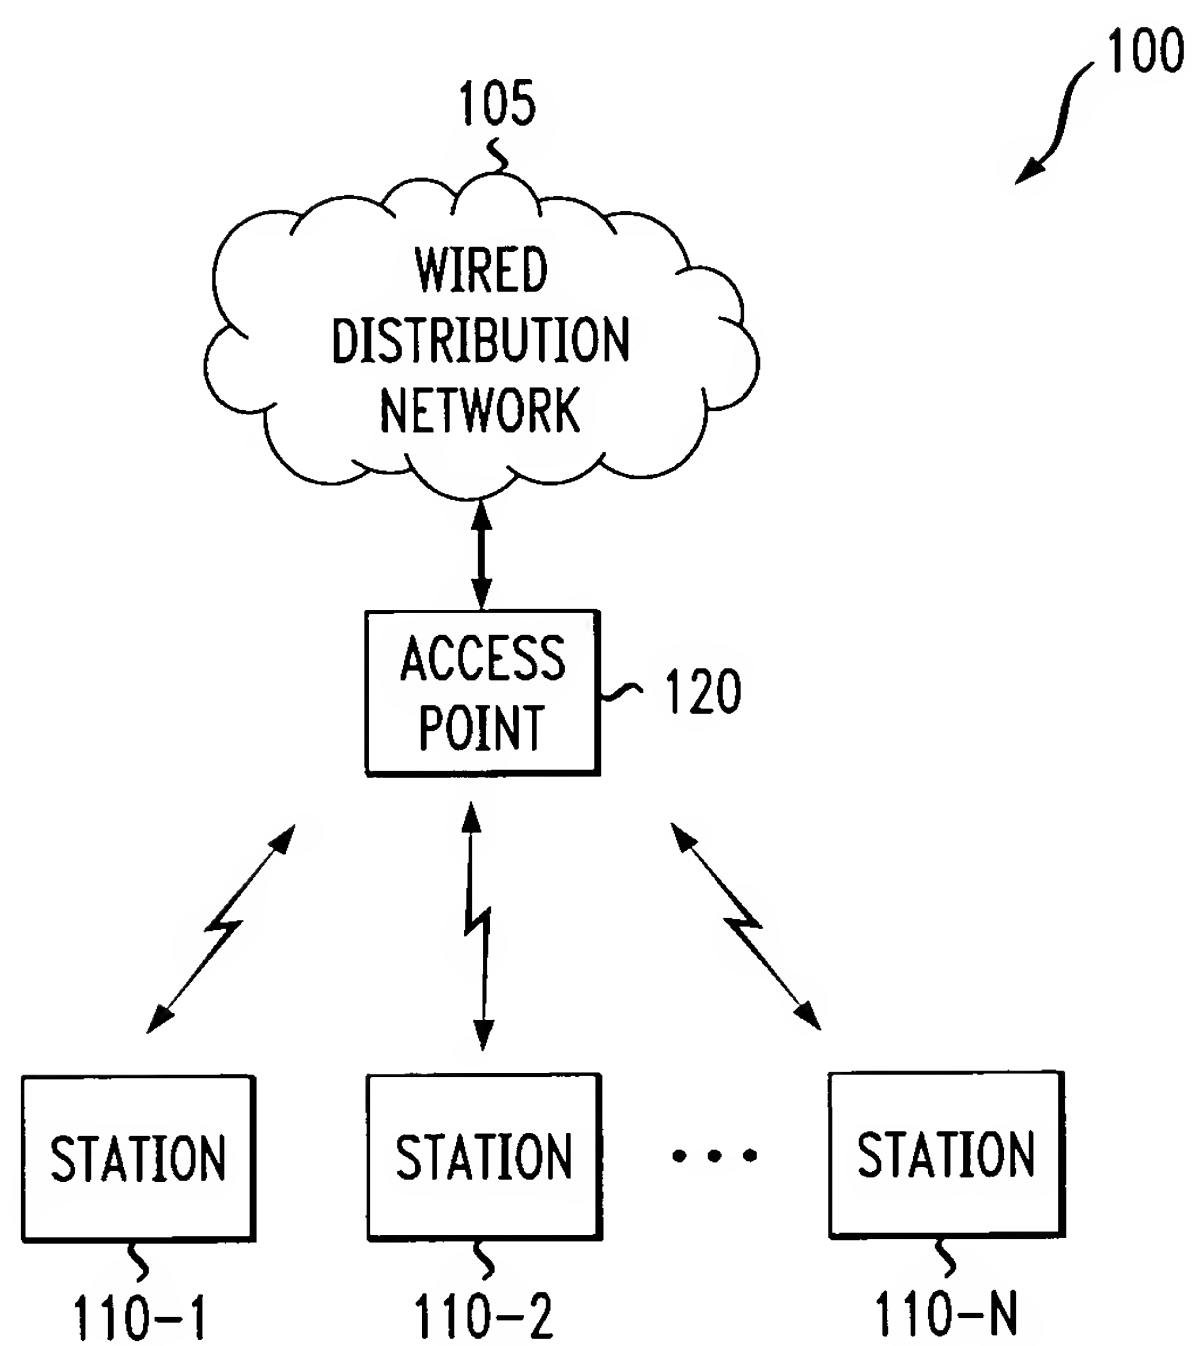 100
105
WIRED
DISTRIBUTION
NETWORK
ACCESS
POINT
120
STATION
STATION
• • •
STATION
110-1
110-2
110-N